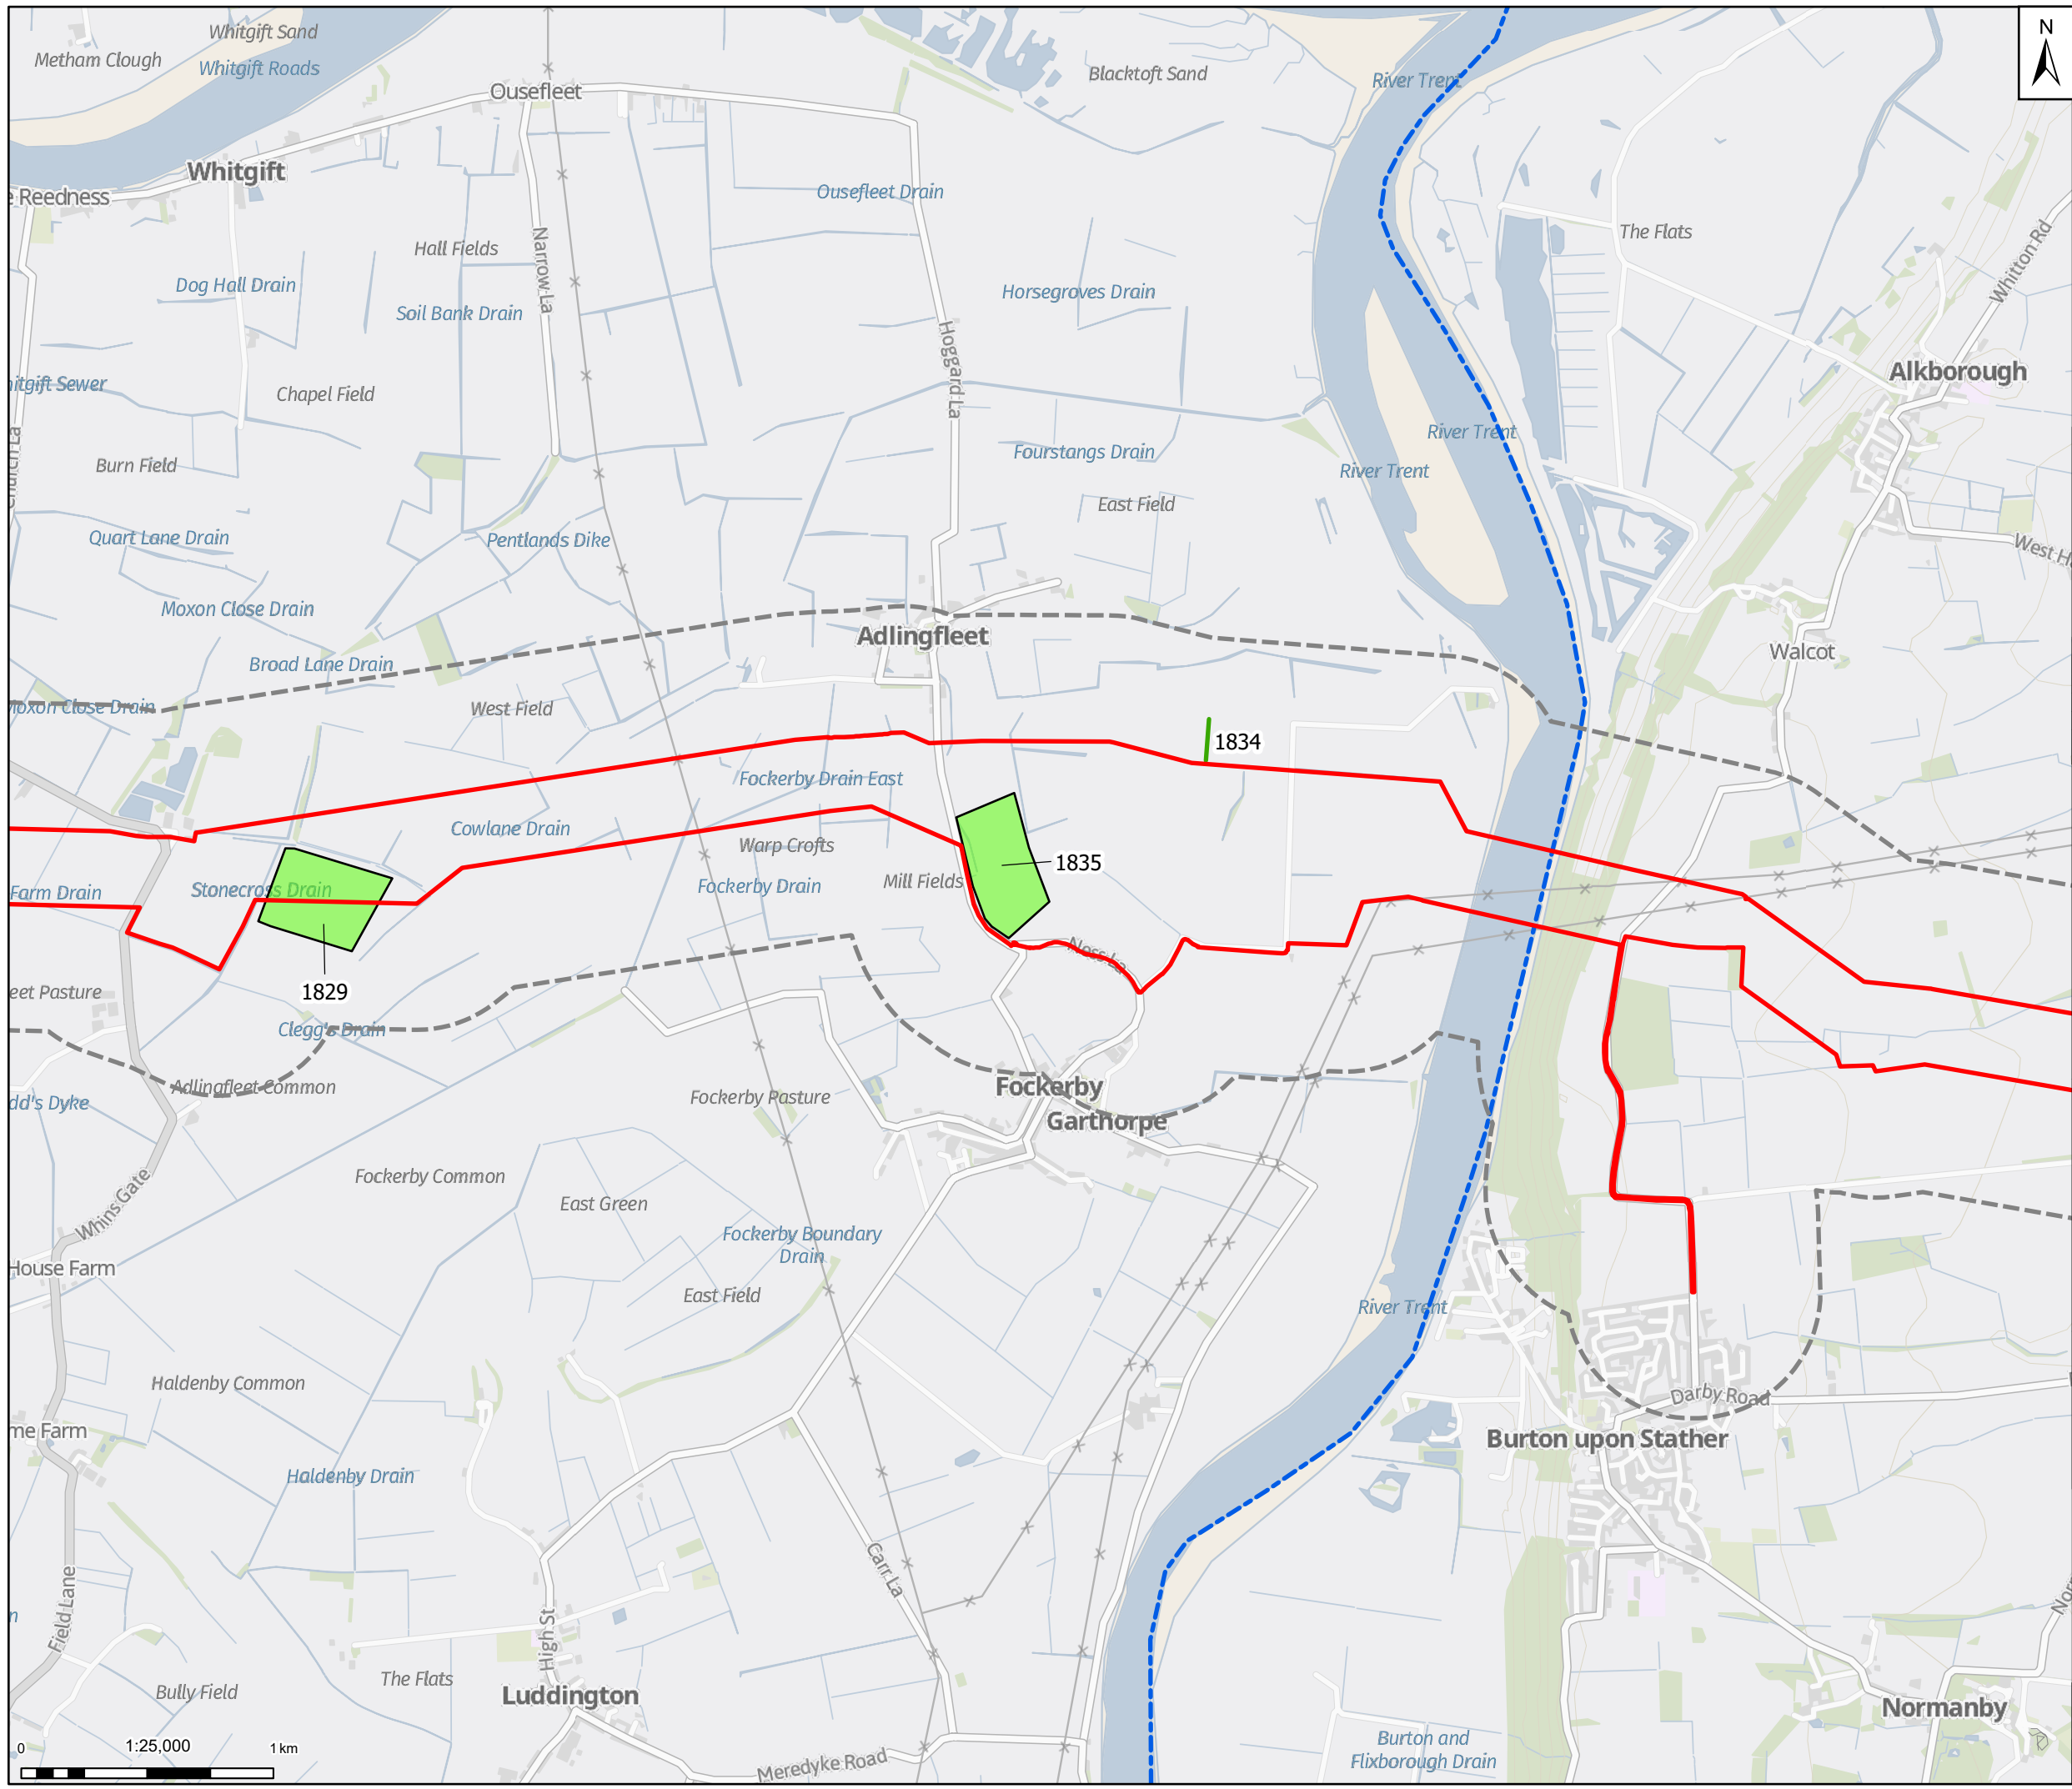 Whitgift Sand
N
Metham Clough
Whitgift Roads
Blacktoft Sand
River Trent
Ousefleet
Whitgift
e Reedness
Ousefleet Drain
The Flats
Hall Fields
Narrow La
Whitton Rd
Dog Hall Drain
Horsegroves Drain
Soil Bank Drain
Hoggard La
Alkborough
hitgift Sewer
Chapel Field
River Trent
Church La
Burn Field
Fourstangs Drain
River Trent
East Field
Quart Lane Drain
Pentlands Dike
West H
Moxon Close Drain
Adlingfleet
Walcot
Broad Lane Drain
Moxon Close Drain
West Field
1834
Fockerby Drain East
Cowlane Drain
Warp Crofts
1835
Farm Drain
Stonecross Drain
Fockerby Drain
Mill Fields
Ness La
eet Pasture
1829
Clegg's Drain
Adlingfleet Common
Fockerby
dd's Dyke
Fockerby Pasture
Garthorpe
Fockerby Common
East Green
Whins Gate
Fockerby Boundary
Drain
House Farm
East Field
River Trent
Haldenby Common
Darby Road
me Farm
Burton upon Stather
Haldenby Drain
Carr La
Field Lane
High St
Nor
n
The Flats
Bully Field
Luddington
Normanby
0
1:25,000
1 km
Meredyke Road
Burton and
Flixborough Drain